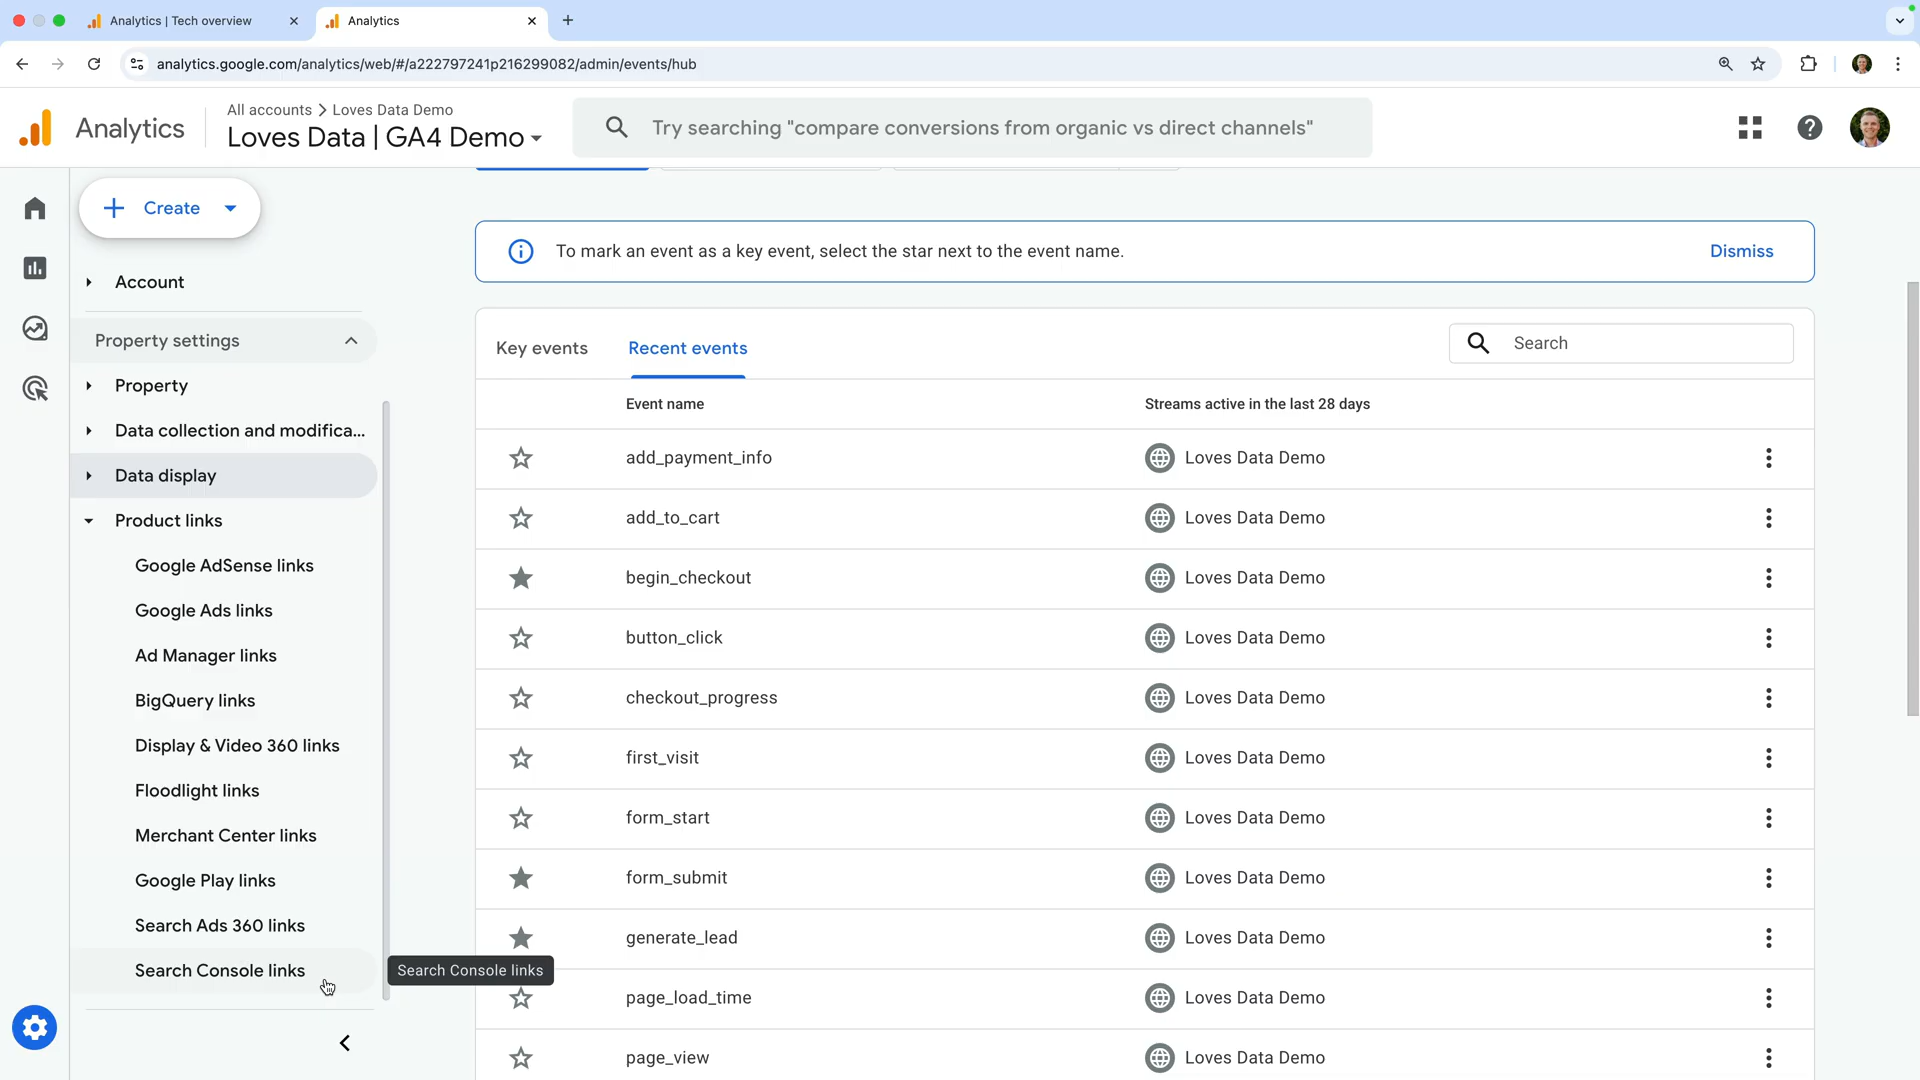 Analytics | Tech overview
Analytics
analytics.google.com/analytics/web/#/a222797241p216299082/admin/events/hub
Analytics
All accounts > Loves Data Demo
Loves Data | GA4 Demo
Try searching "compare conversions from organic vs direct channels"
Create
Account
Property settings
Property
Data collection and modifica...
Data display
Product links
Google AdSense links
Google Ads links
Ad Manager links
BigQuery links
Display & Video 360 links
Floodlight links
Merchant Center links
Google Play links
Search Ads 360 links
Search Console links
Search Console links
To mark an event as a key event, select the star next to the event name.
Dismiss
Key events
Recent events
Search
Event name
Streams active in the last 28 days
add_payment_info
Loves Data Demo
add_to_cart
Loves Data Demo
begin_checkout
Loves Data Demo
button_click
Loves Data Demo
checkout_progress
Loves Data Demo
first_visit
Loves Data Demo
form_start
Loves Data Demo
form_submit
Loves Data Demo
generate_lead
Loves Data Demo
page_load_time
Loves Data Demo
page_view
Loves Data Demo